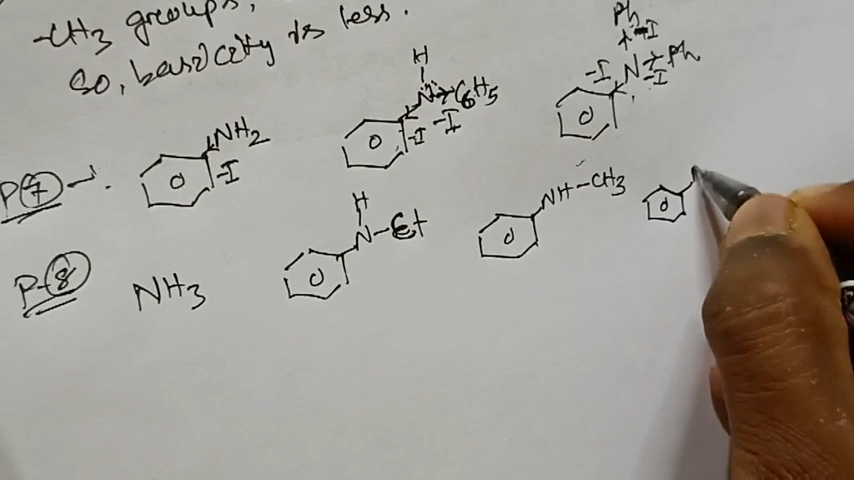 -CH3 groups,
So, basicity is less.
P-7 → NH2 -I
H N C6H5 -I -I
Ph -I -I N Ph -I
P-8 NH3
H N-Et
NH-CH3